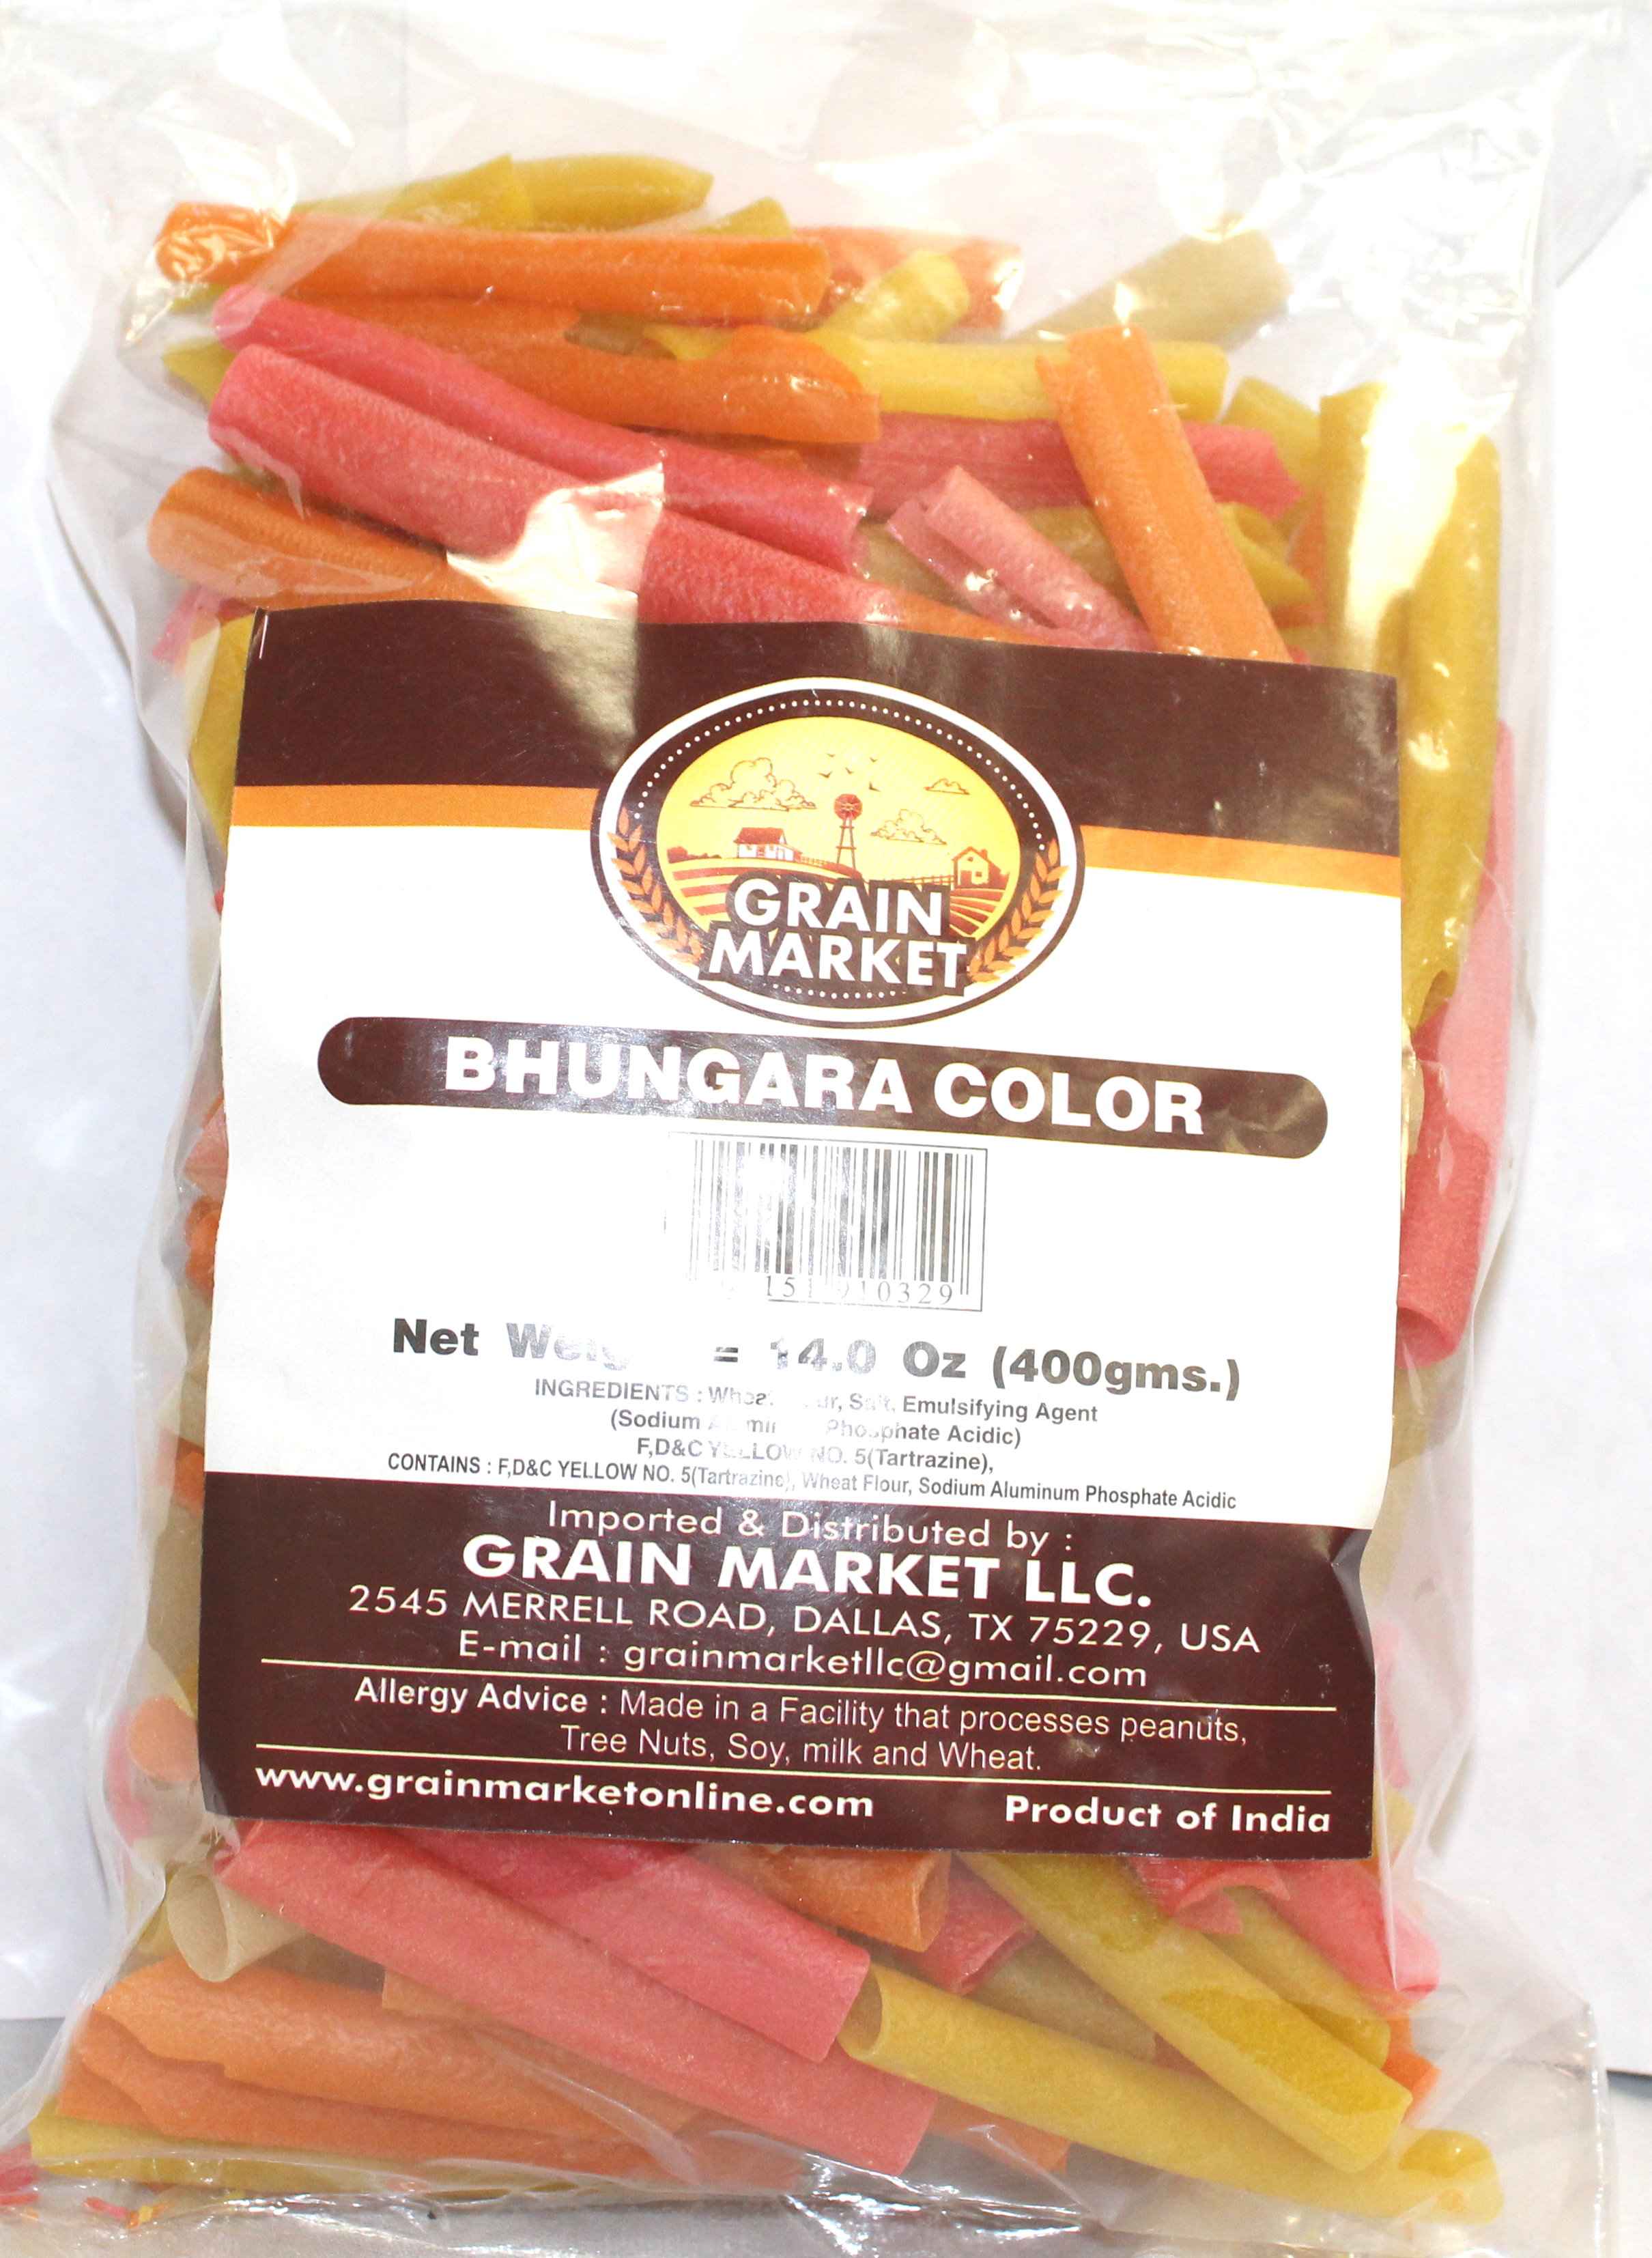 GRAIN
MARKET
BHUNGARA COLOR
10329
Net = 14.0 Oz (400gms.)
INGREDIENTS : Salt, Emulsifying Agent
(Sodium Phosphate Acidic)
F,D&C YELLOW NO. 5(Tartrazine),
CONTAINS : F,D&C YELLOW NO. 5(Tartrazine), Wheat Flour, Sodium Aluminum Phosphate Acidic
Imported & Distributed by :
GRAIN MARKET LLC.
2545 MERRELL ROAD, DALLAS, TX 75229, USA
E-mail : grainmarketllc@gmail.com
Allergy Advice : Made in a Facility that processes peanuts,
Tree Nuts, Soy, milk and Wheat.
www.grainmarketonline.com Product of India